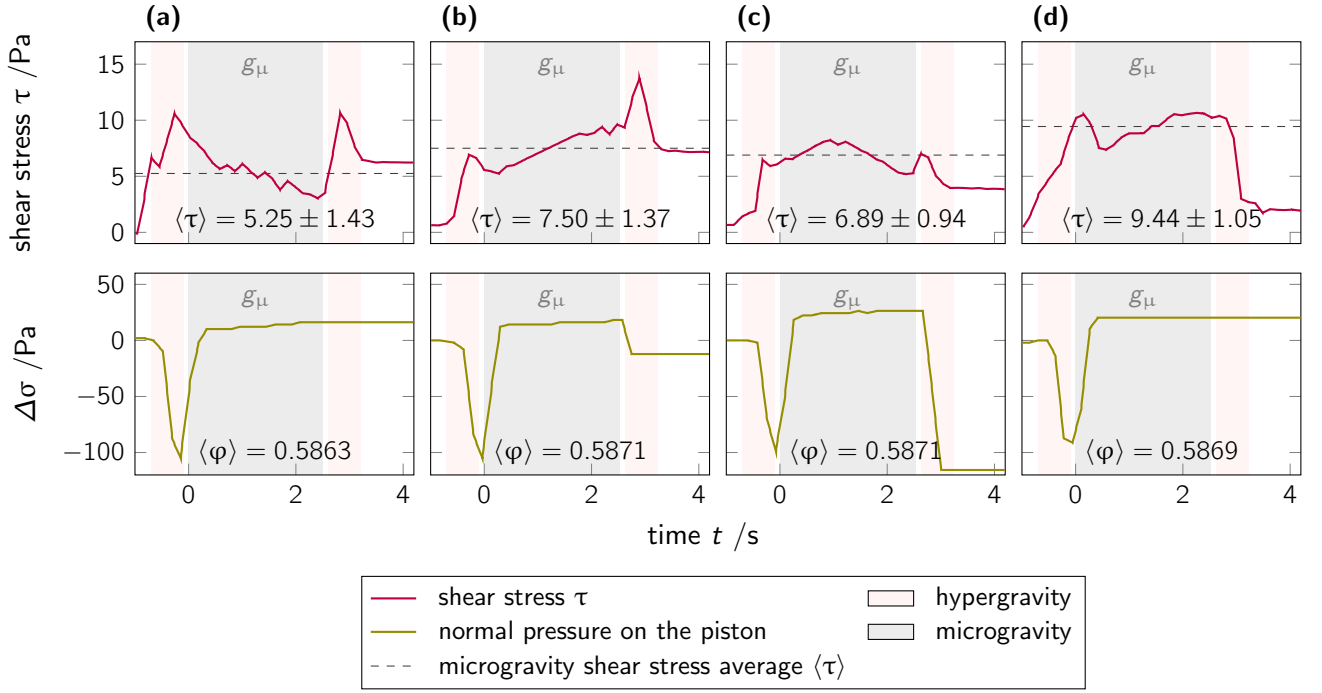 (a) (b) (c) (d)
shear stress τ /Pa
15
10
5
0
gμ
⟨τ⟩ = 5.25 ± 1.43
gμ
⟨τ⟩ = 7.50 ± 1.37
gμ
⟨τ⟩ = 6.89 ± 0.94
gμ
⟨τ⟩ = 9.44 ± 1.05
Δσ /Pa
50
0
−50
−100
gμ
⟨φ⟩ = 0.5863
gμ
⟨φ⟩ = 0.5871
gμ
⟨φ⟩ = 0.5871
gμ
⟨φ⟩ = 0.5869
0 2 4 0 2 4 0 2 4 0 2 4
time t /s
shear stress τ
normal pressure on the piston
microgravity shear stress average ⟨τ⟩
hypergravity
microgravity